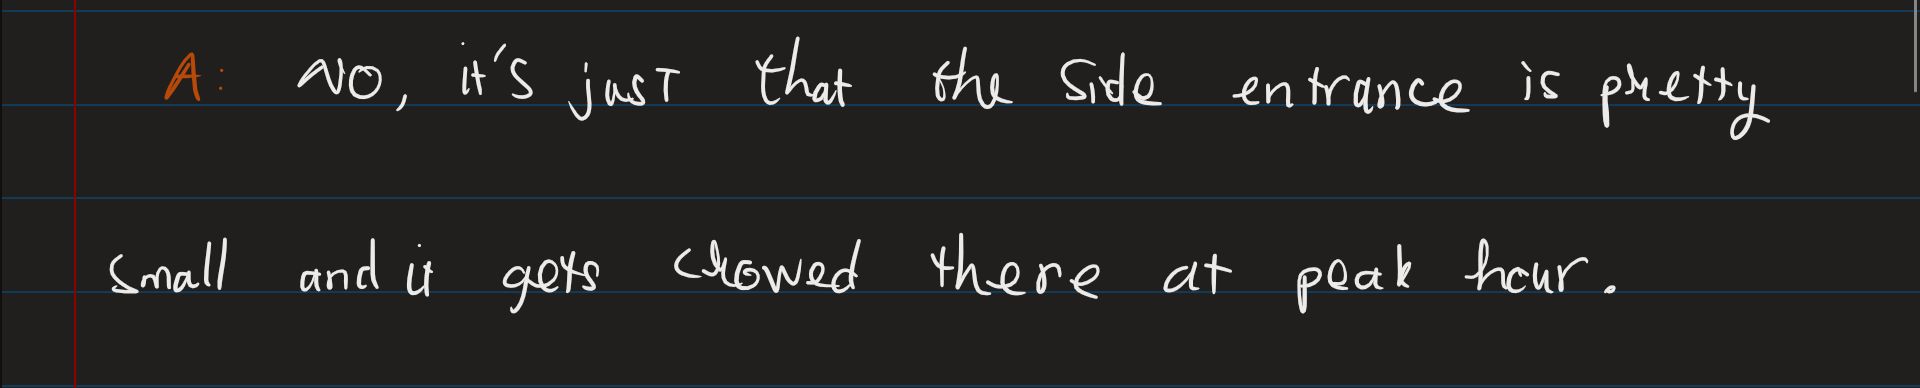 A: No, it's just that the side entrance is pretty
small and it gets crowed there at peak hour.